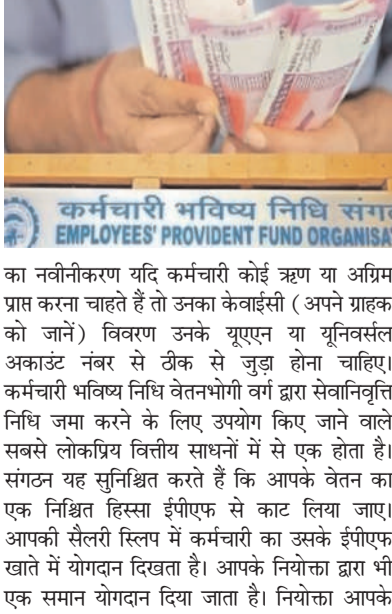 कर्मचारी भविष्य निधि संगठ
EMPLOYEES' PROVIDENT FUND ORGANISA
का नवीनीकरण यदि कर्मचारी कोई ऋण या अग्रिम
प्राप्त करना चाहते हैं तो उनका केवाईसी (अपने ग्राहक
को जानें) विवरण उनके यूएएन या यूनिवर्सल
अकाउंट नंबर से ठीक से जुड़ा होना चाहिए।
कर्मचारी भविष्य निधि वेतनभोगी वर्ग द्वारा सेवानिवृत्ति
निधि जमा करने के लिए उपयोग किए जाने वाले
सबसे लोकप्रिय वित्तीय साधनों में से एक होता है।
संगठन यह सुनिश्चित करते हैं कि आपके वेतन का
एक निश्चित हिस्सा ईपीएफ से काट लिया जाए।
आपकी सैलरी स्लिप में कर्मचारी का उसके ईपीएफ
खाते में योगदान दिखता है। आपके नियोक्ता द्वारा भी
एक समान योगदान दिया जाता है। नियोक्ता आपके